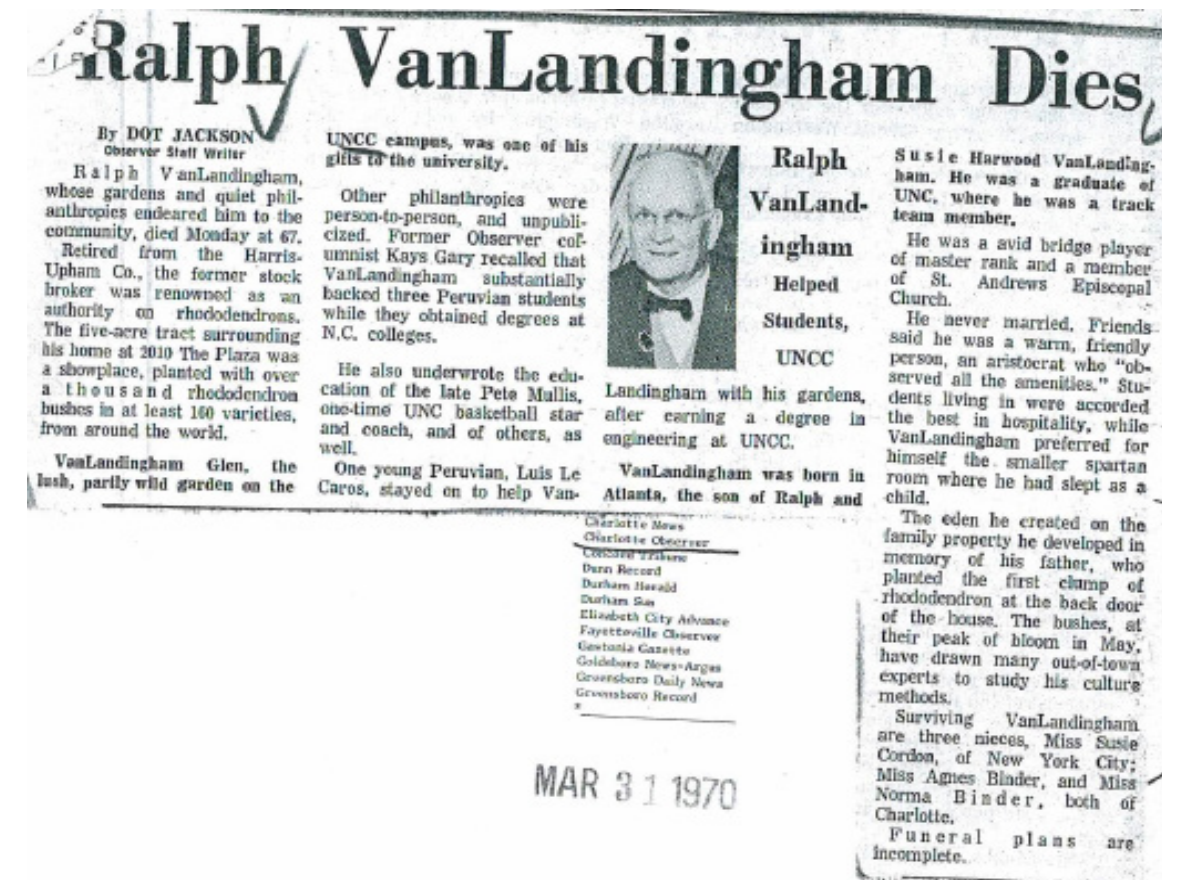 Ralph VanLandingham Dies
By DOT JACKSON
Observer Staff Writer
Ralph VanLandingham,
whose gardens and quiet phil-
anthropies endeared him to the
community, died Monday at 67.
Retired from the Harris-
Upham Co., the former stock
broker was renowned as an
authority on rhododendrons.
The five-acre tract surrounding
his home at 2010 The Plaza was
a showplace, planted with over
a thousand rhododendron
bushes in at least 100 varieties,
from around the world.
VanLandingham Glen, the
lush, partly wild garden on the
UNCC campus, was one of his
gifts to the university.
Other philanthropies were
person-to-person, and unpubli-
cized. Former Observer col-
umnist Kays Gary recalled that
VanLandingham substantially
backed three Peruvian students
while they obtained degrees at
N.C. colleges.
He also underwrote the edu-
cation of the late Pete Mullis,
one-time UNC basketball star
and coach, and of others, as
well.
One young Peruvian, Luis Le
Caros, stayed on to help Van-
Ralph
VanLand-
ingham
Helped
Students,
UNCC
Landingham with his gardens,
after earning a degree in
engineering at UNCC.
VanLandingham was born in
Atlanta, the son of Ralph and
Susie Harwood VanLanding-
ham. He was a graduate of
UNC, where he was a track
team member.
He was a avid bridge player
of master rank and a member
of St. Andrews Episcopal
Church.
He never married. Friends
said he was a warm, friendly
person, an aristocrat who "ob-
served all the amenities." Stu-
dents living in were accorded
the best in hospitality, while
VanLandingham preferred for
himself the smaller spartan
room where he had slept as a
child.
The eden he created on the
family property he developed in
memory of his father, who
planted the first clump of
rhododendron at the back door
of the house. The bushes, at
their peak of bloom in May,
have drawn many out-of-town
experts to study his culture
methods.
Surviving VanLandingham
are three nieces, Miss Susie
Cordon, of New York City;
Miss Agnes Binder, and Miss
Norma Binder, both of
Charlotte.
Funeral plans are
incomplete.
Charlotte News
Charlotte Observer
Concord Tribune
Dunn Record
Durham Herald
Durham Sun
Elizabeth City Advance
Fayetteville Observer
Gastonia Gazette
Goldsboro News-Argus
Greensboro Daily News
Greensboro Record
MAR 31 1970